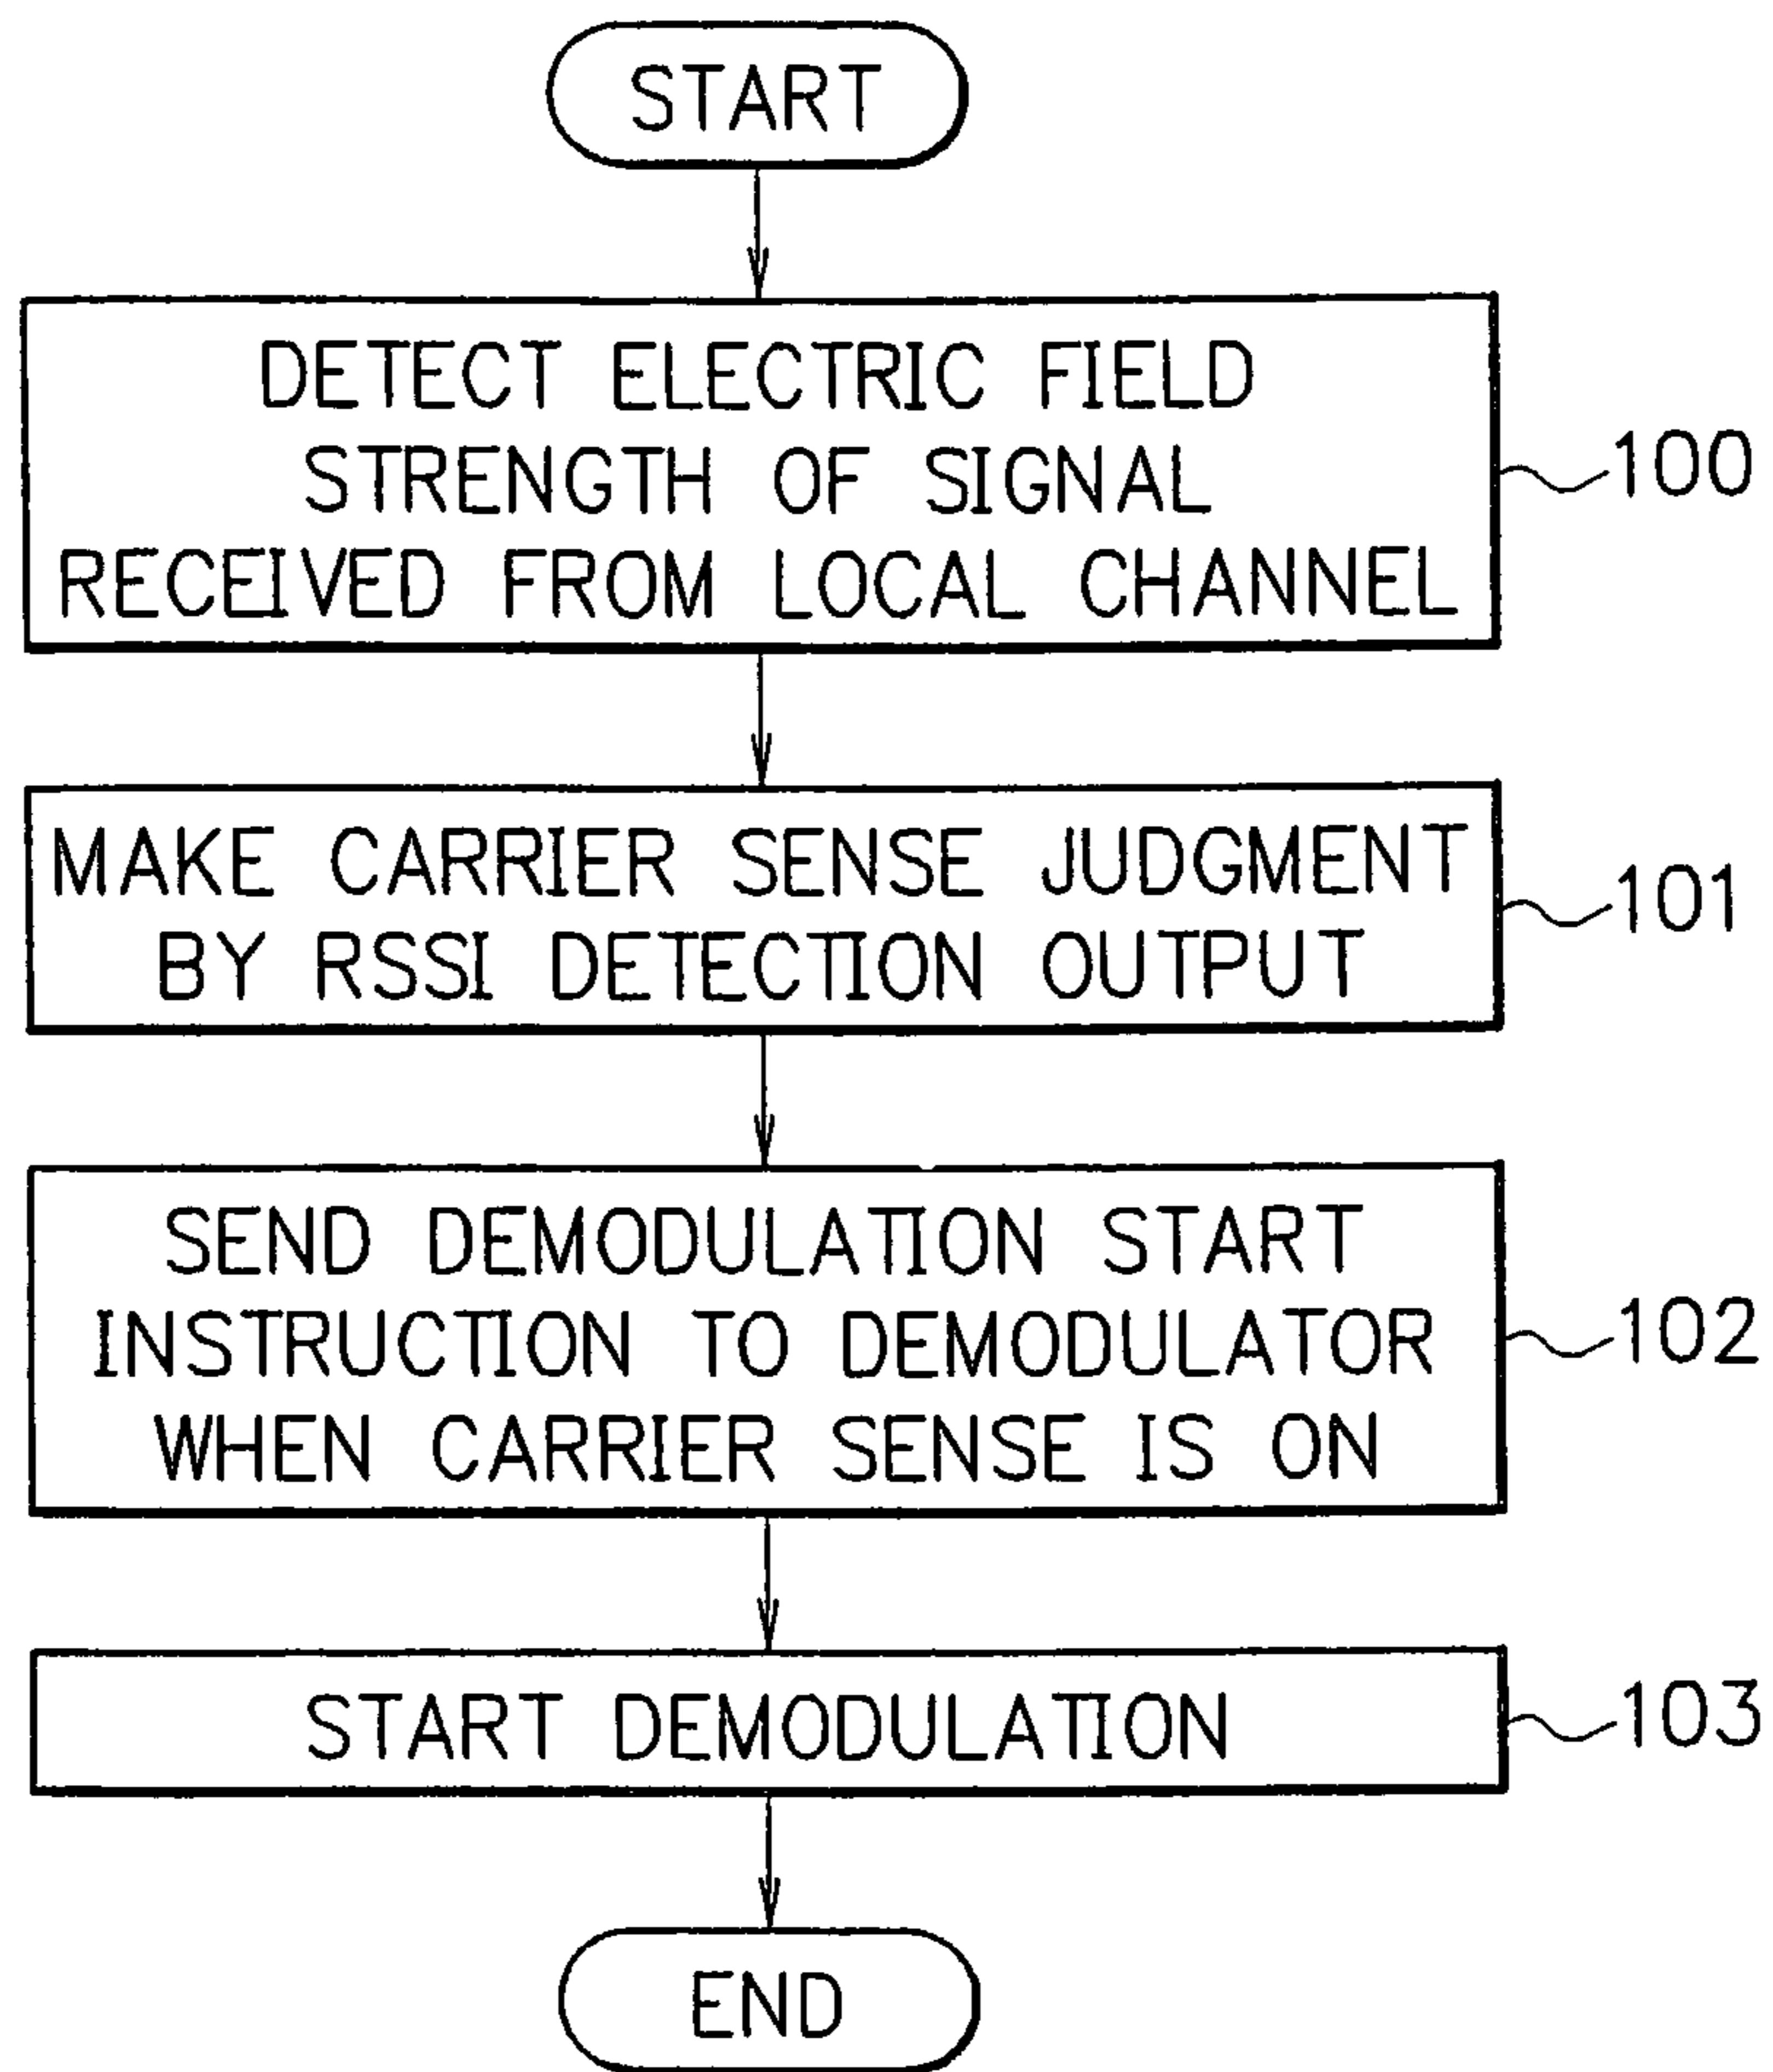 START
DETECT ELECTRIC FIELD
STRENGTH OF SIGNAL
RECEIVED FROM LOCAL CHANNEL
100
MAKE CARRIER SENSE JUDGMENT
BY RSSI DETECTION OUTPUT
101
SEND DEMODULATION START
INSTRUCTION TO DEMODULATOR
WHEN CARRIER SENSE IS ON
102
START DEMODULATION
103
END